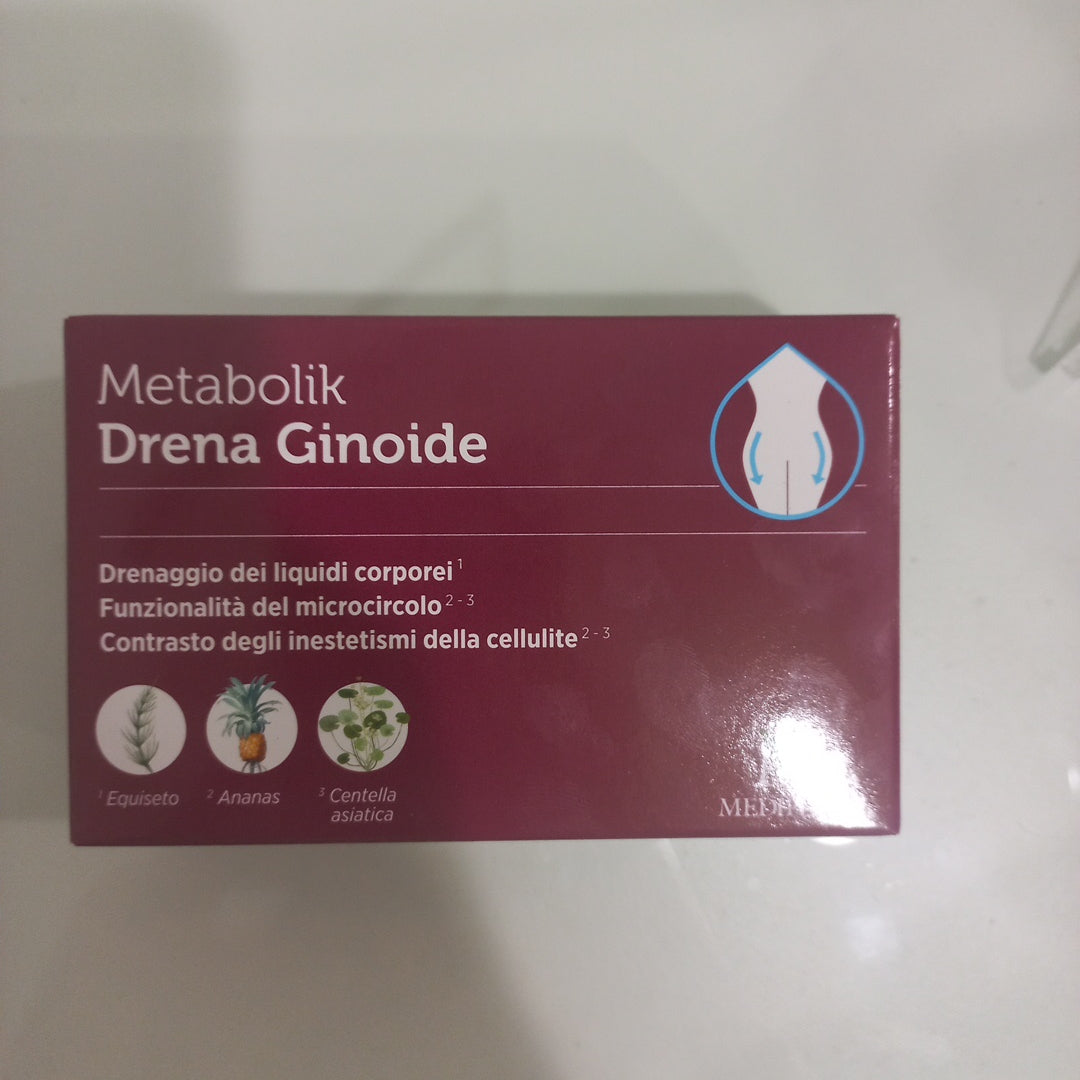 Metabolik
Drena Ginoide
Drenaggio dei liquidi corporei 1
Funzionalità del microcircolo 2 - 3
Contrasto degli inestetismi della cellulite 2 - 3
1 Equiseto
2 Ananas
3 Centella
asiatica